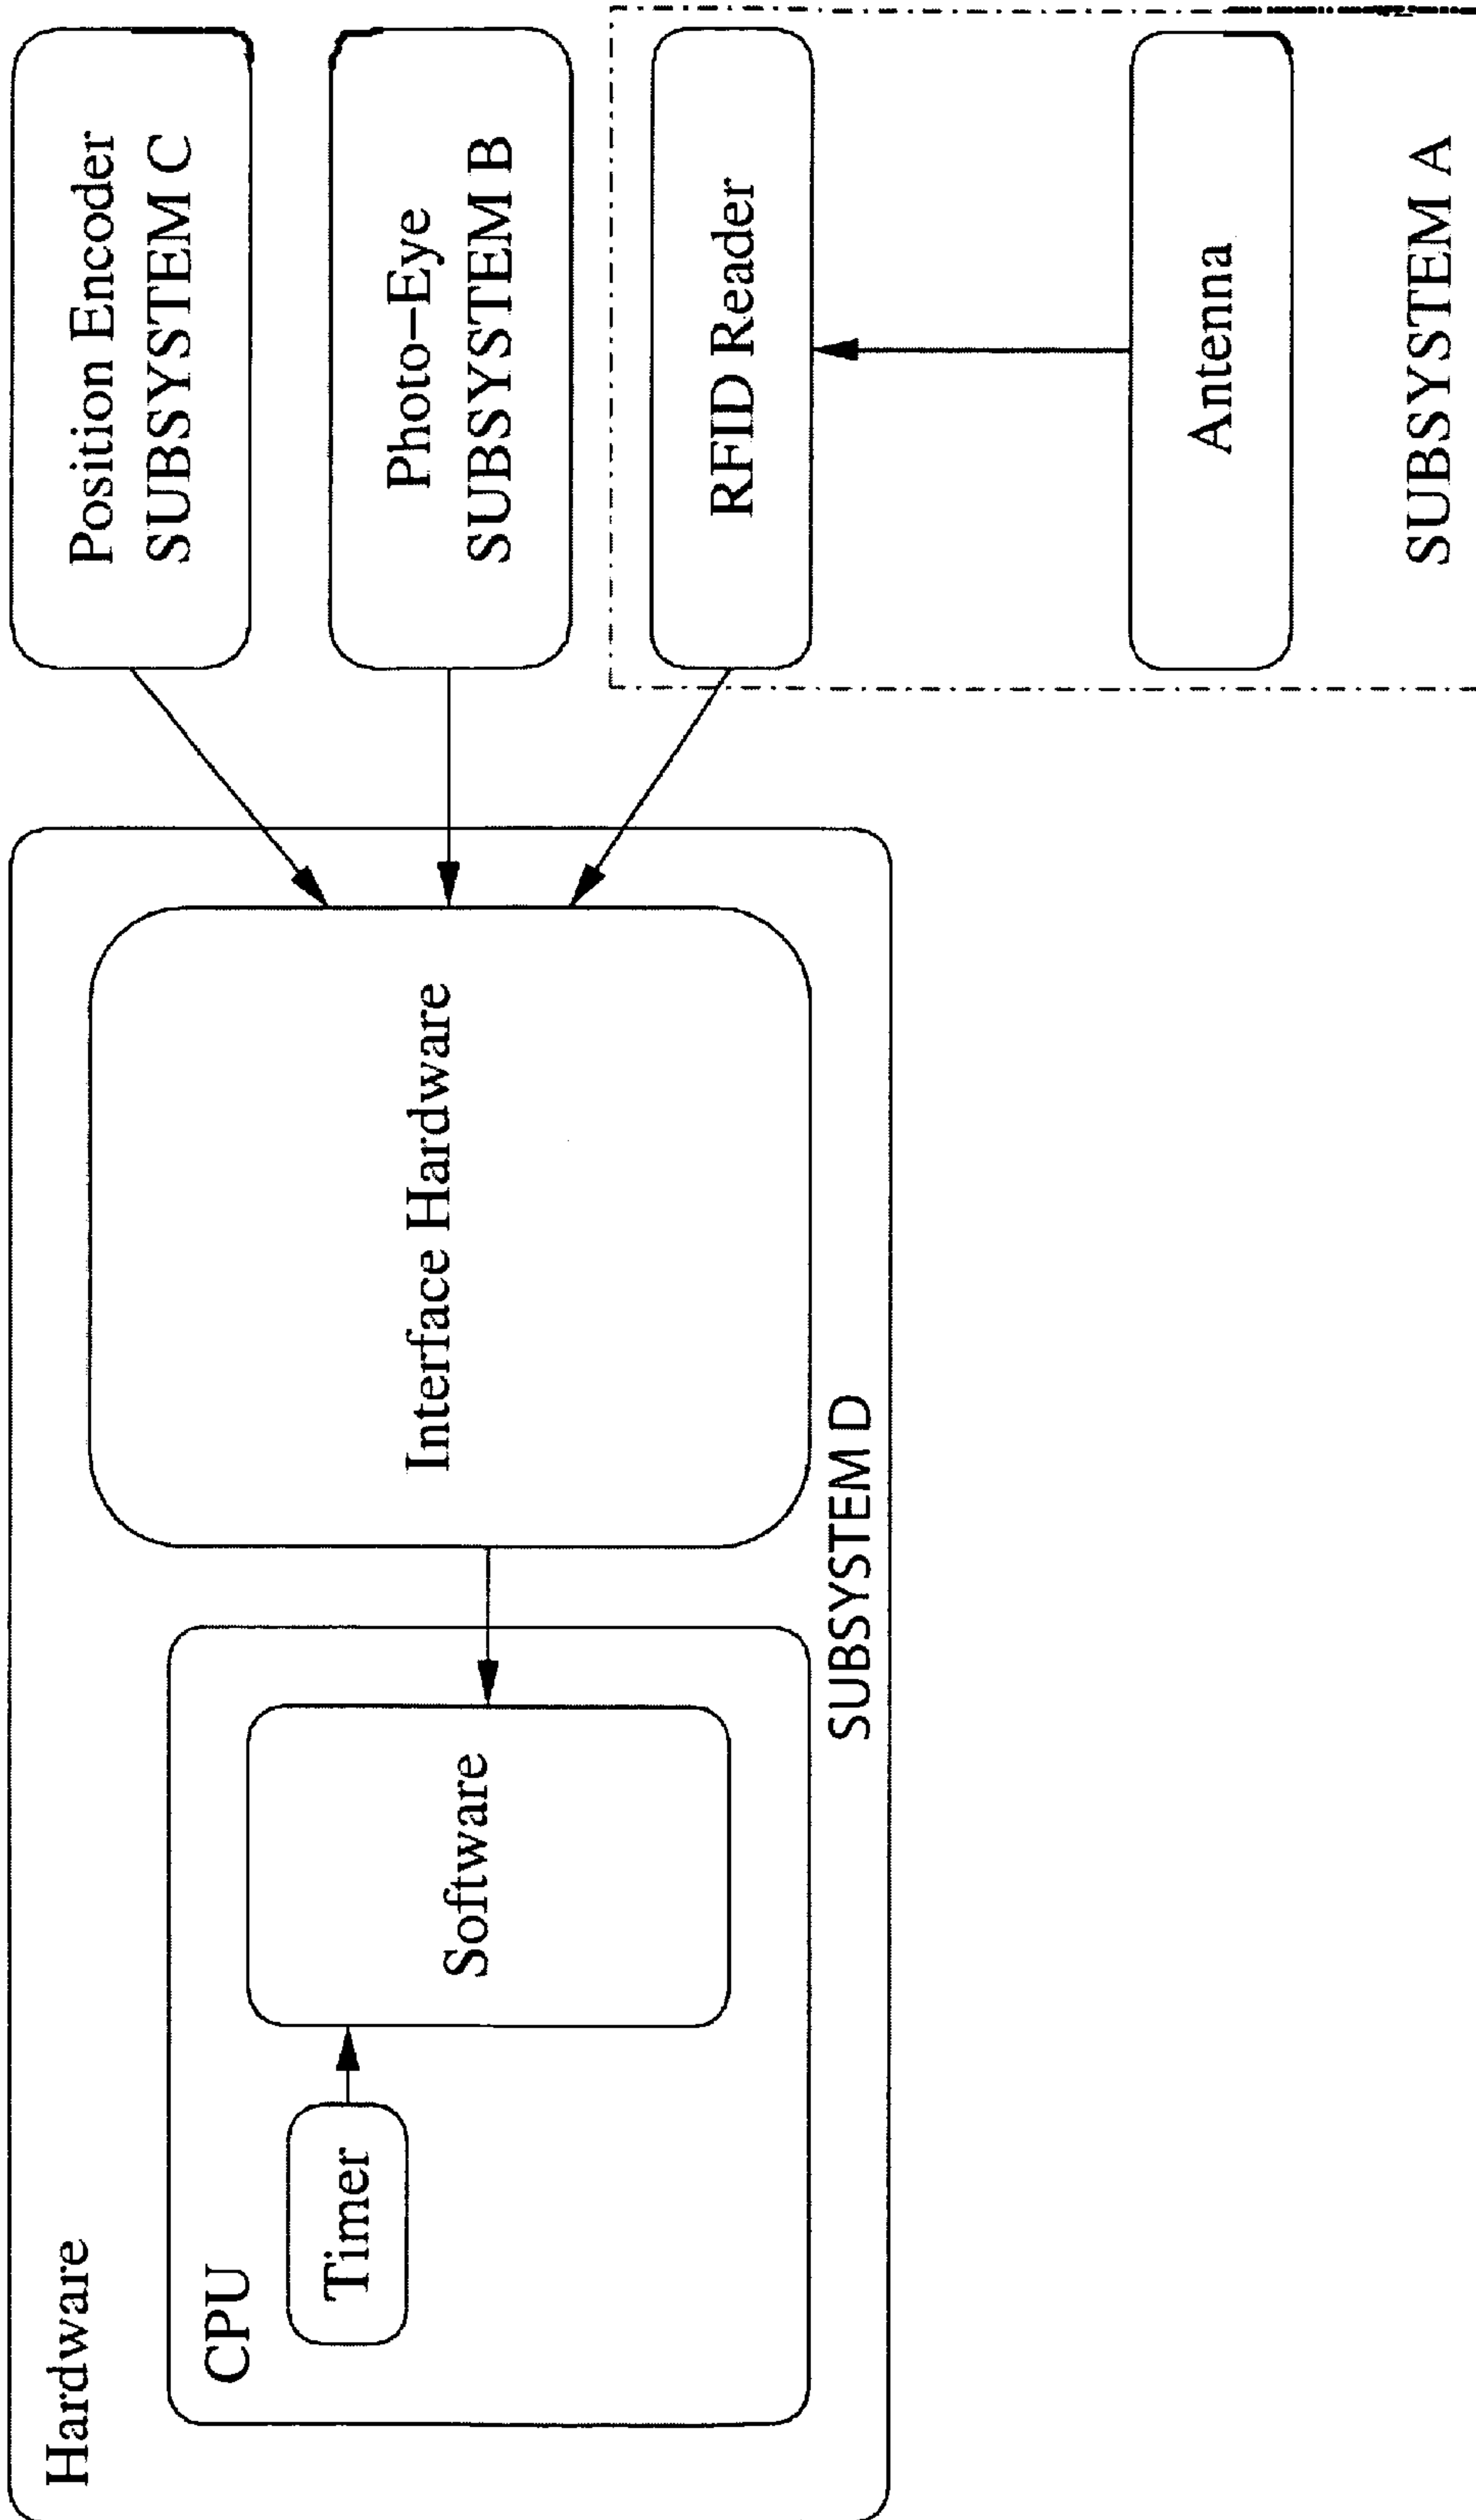 Hardware
CPU
Timer
Software
Interface Hardware
SUBSYSTEM D
Position Encoder
SUBSYSTEM C
Photo-Eye
SUBSYSTEM B
RFID Reader
Antenna
SUBSYSTEM A